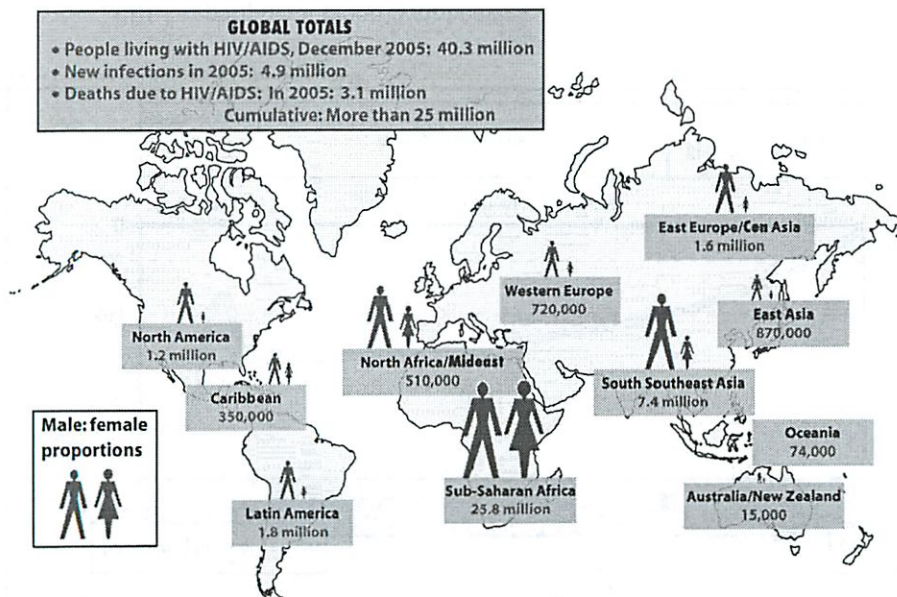 GLOBAL TOTALS
• People living with HIV/AIDS, December 2005: 40.3 million
• New infections in 2005: 4.9 million
• Deaths due to HIV/AIDS: In 2005: 3.1 million
Cumulative: More than 25 million
East Europe/Cen Asia
1.6 million
Western Europe
720,000
East Asia
870,000
North America
1.2 million
North Africa/Mideast
510,000
South Southeast Asia
7.4 million
Caribbean
350,000
Male: female
proportions
Oceania
74,000
Sub-Saharan Africa
25.8 million
Australia/New Zealand
15,000
Latin America
1.8 million